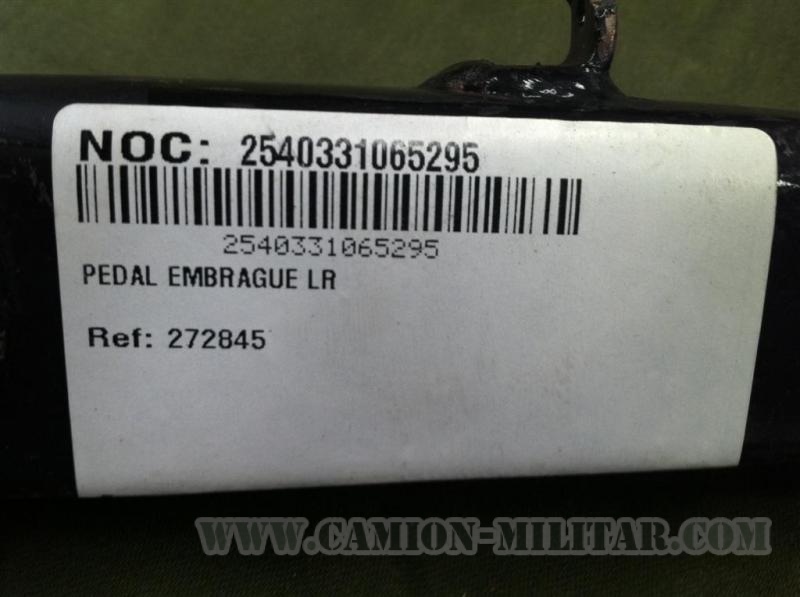 NOC: 2540331065295
2540331065295
PEDAL EMBRAGUE LR
Ref: 272845
WWW.CAMION-MILITAR.COM